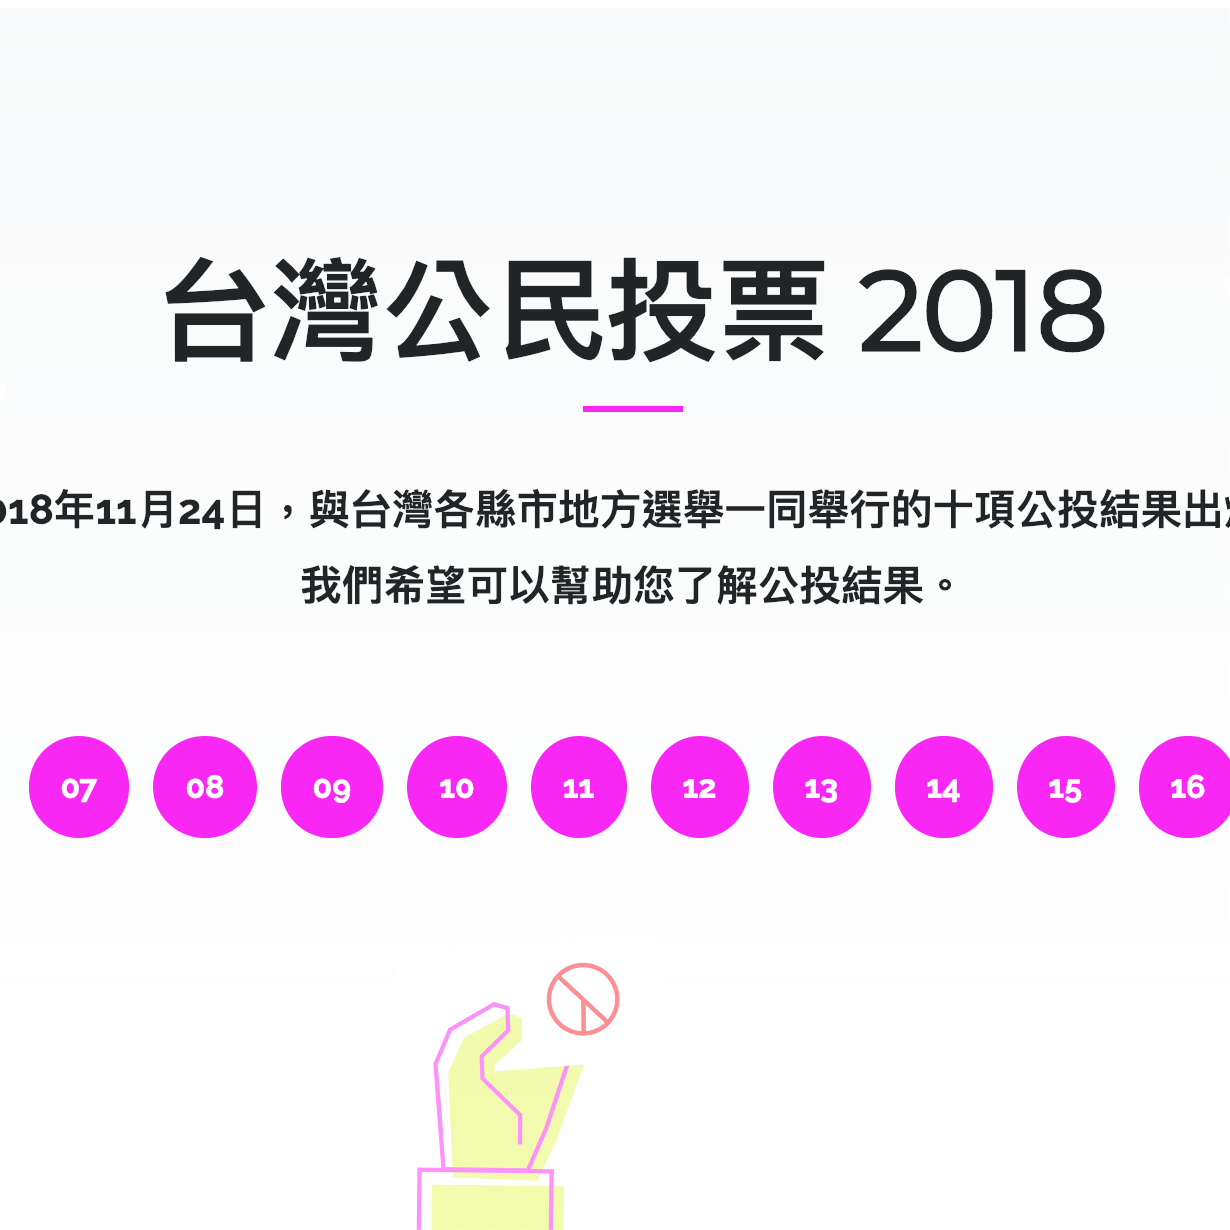 台灣公民投票 2018
018年11月24日，與台灣各縣市地方選舉一同舉行的十項公投結果出
我們希望可以幫助您了解公投結果。
07 08 09 10 11 12 13 14 15 16